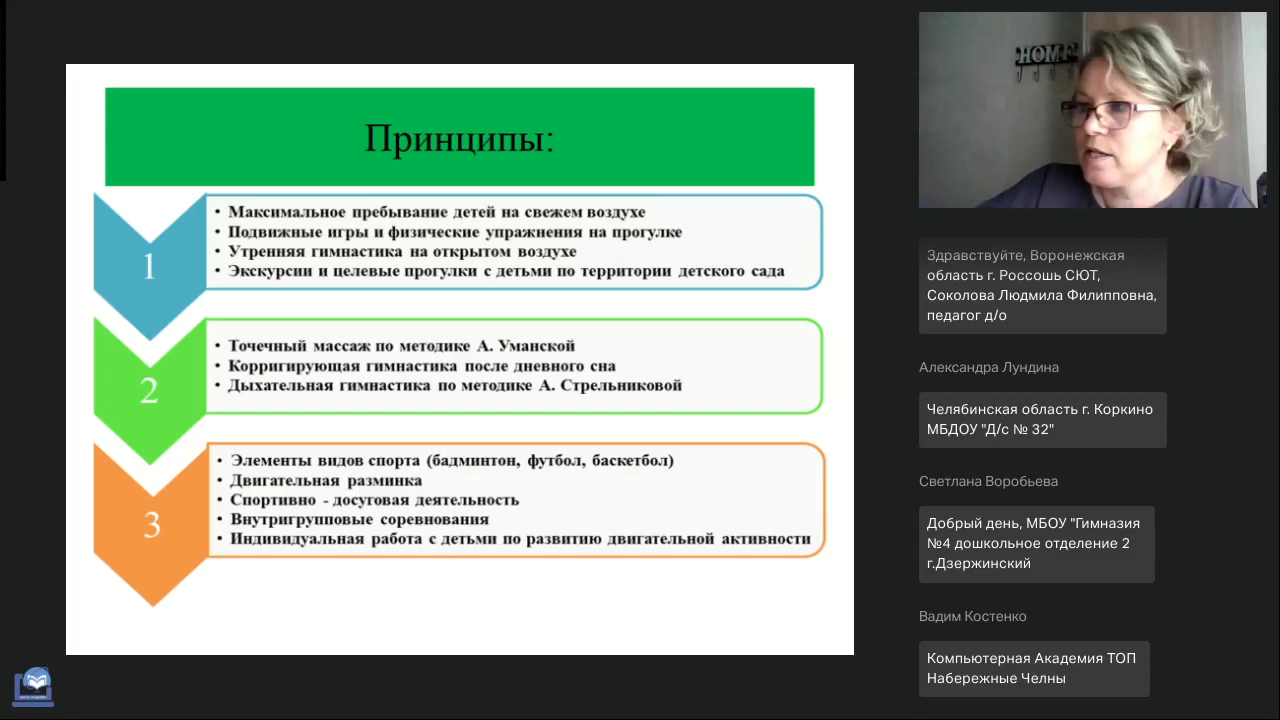 Принципы:
1
• Максимальное пребывание детей на свежем воздухе
• Подвижные игры и физические упражнения на прогулке
• Утренняя гимнастика на открытом воздухе
• Экскурсии и целевые прогулки с детьми по территории детского сада
2
• Точечный массаж по методике А. Уманской
• Корригирующая гимнастика после дневного сна
• Дыхательная гимнастика по методике А. Стрельниковой
3
• Элементы видов спорта (бадминтон, футбол, баскетбол)
• Двигательная разминка
• Спортивно - досуговая деятельность
• Внутригрупповые соревнования
• Индивидуальная работа с детьми по развитию двигательной активности
HOME
Здравствуйте, Воронежская
область г. Россошь СЮТ,
Соколова Людмила Филипповна,
педагог д/о
Александра Лундина
Челябинская область г. Коркино
МБДОУ "Д/с № 32"
Светлана Воробьева
Добрый день, МБОУ "Гимназия
№4 дошкольное отделение 2
г.Дзержинский
Вадим Костенко
Компьютерная Академия ТОП
Набережные Челны